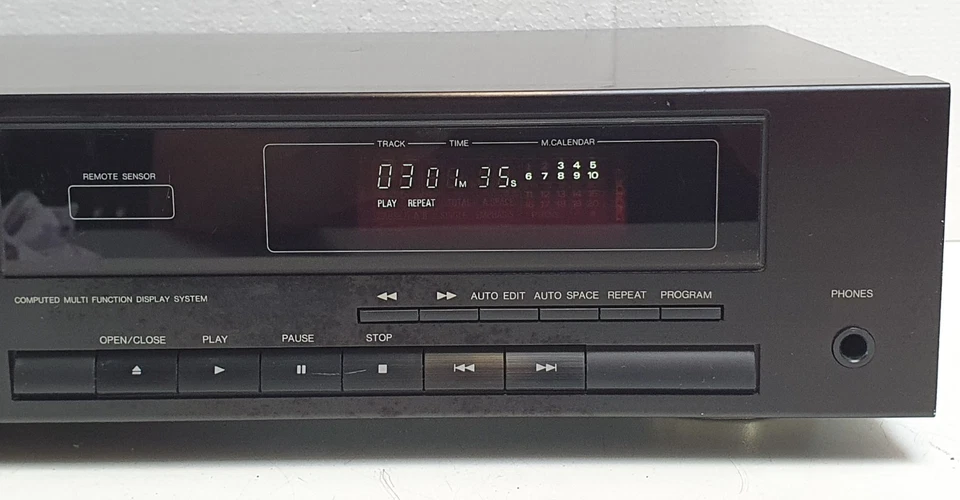 TRACK TIME M.CALENDAR
REMOTE SENSOR
03 01M 35S 3 4 5
6 7 8 9 10
PLAY REPEAT
COMPUTED MULTI FUNCTION DISPLAY SYSTEM
AUTO EDIT AUTO SPACE REPEAT PROGRAM
PHONES
OPEN/CLOSE PLAY PAUSE STOP